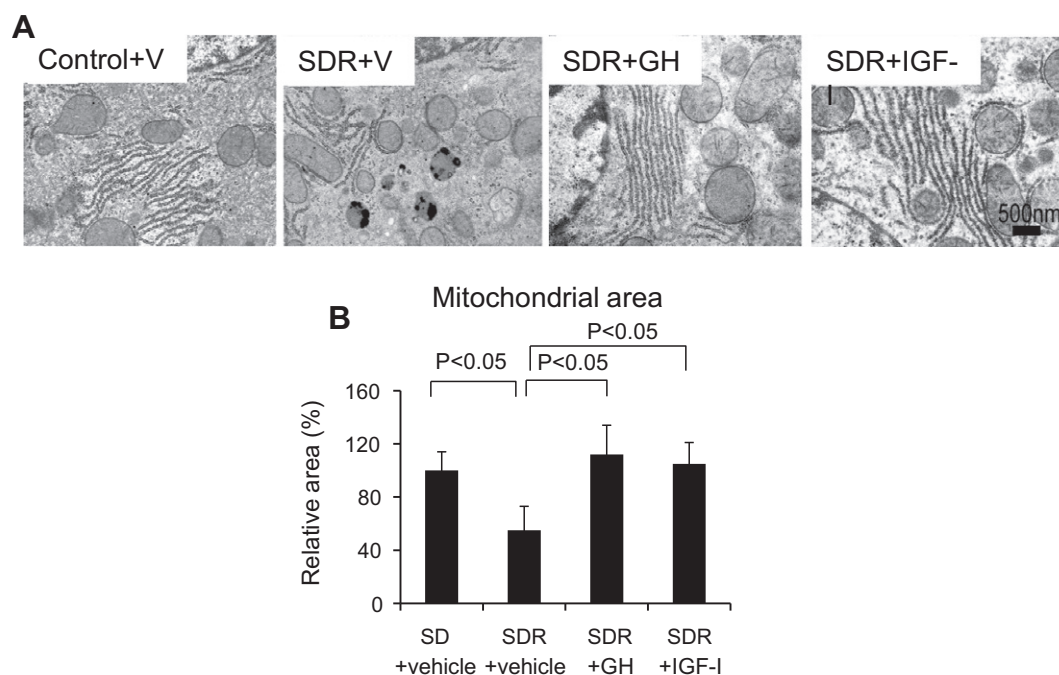 A
Control+V
SDR+V
SDR+GH
SDR+IGF-
I
500nm
B
Mitochondrial area
P<0.05
P<0.05
P<0.05
Relative area (%)
160
120
80
40
0
SD
+vehicle
SDR
+vehicle
SDR
+GH
SDR
+IGF-I